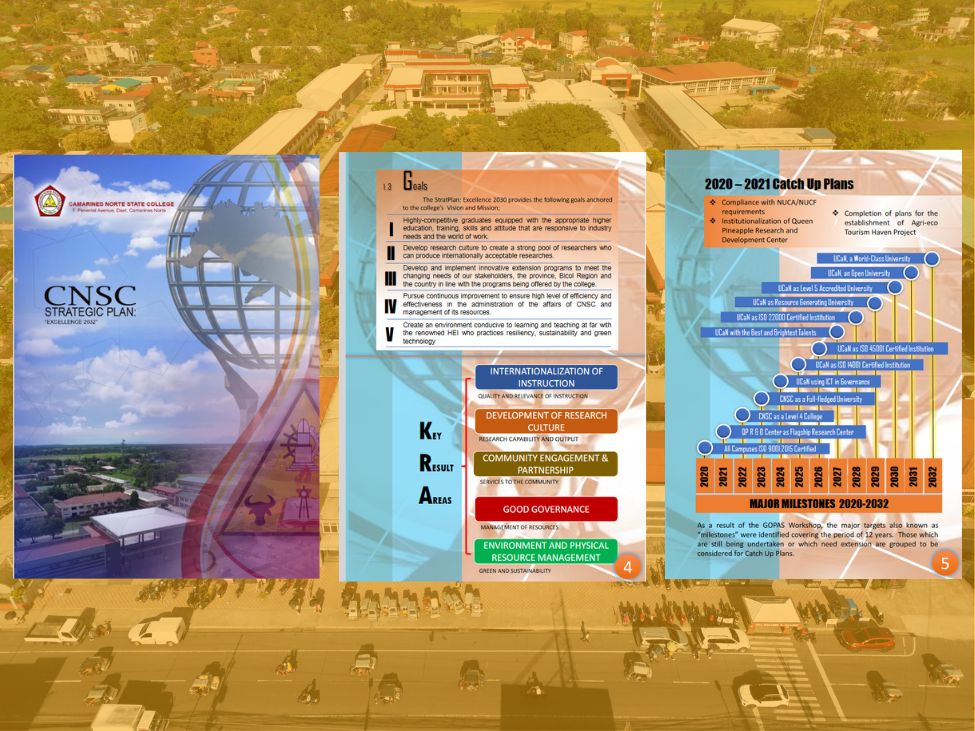 CAMARINES NORTE STATE COLLEGE
F. Pimentel Avenue, Daet, Camarines Norte
CNSC
STRATEGIC PLAN:
"EXCELLENCE 2032"
1.3 Goals
The StratPlan: Excellence 2030 provides the following goals anchored
to the college's Vision and Mission;
I
Highly-competitive graduates equipped with the appropriate higher
education, training, skills and attitude that are responsive to industry
needs and the world of work.
II
Develop research culture to create a strong pool of researchers who
can produce internationally acceptable researches.
III
Develop and implement innovative extension programs to meet the
changing needs of our stakeholders, the province, Bicol Region and
the country in line with the programs being offered by the college.
IV
Pursue continuous improvement to ensure high level of efficiency and
effectiveness in the administration of the affairs of CNSC and
management of its resources.
V
Create an environment conducive to learning and teaching at far with
the renowned HEI who practices resiliency, sustainability and green
technology
KEY
RESULT
AREAS
INTERNATIONALIZATION OF
INSTRUCTION
QUALITY AND RELEVANCE OF INSTRUCTION
DEVELOPMENT OF RESEARCH
CULTURE
RESEARCH CAPABILITY AND OUTPUT
COMMUNITY ENGAGEMENT &
PARTNERSHIP
SERVICES TO THE COMMUNITY
GOOD GOVERNANCE
MANAGEMENT OF RESOURCES
ENVIRONMENT AND PHYSICAL
RESOURCE MANAGEMENT
GREEN AND SUSTAINABILITY
4
2020 – 2021 Catch Up Plans
❖ Compliance with NUCA/NUCF
requirements
❖ Institutionalization of Queen
Pineapple Research and
Development Center
❖ Completion of plans for the
establishment of Agri-eco
Tourism Haven Project
UCaN, a World-Class University
UCaN, an Open University
UCaN as Level 5 Accredited University
UCaN as Resource Generating University
UCaN as ISO 22000 Certified Institution
UCaN with the Best and Brightest Talents
UCaN as ISO 45001 Certified Institution
UCaN as ISO 14001 Certified Institution
UCaN using ICT in Governance
CNSC as a Full-fledged University
CNSC as a Level 4 College
QP R & D Center as Flagship Research Center
All Campuses ISO 9001:2015 Certified
2020 2021 2022 2023 2024 2025 2026 2027 2028 2029 2030 2031 2032
MAJOR MILESTONES 2020-2032
As a result of the GOPAS Workshop, the major targets also known as
"milestones" were identified covering the period of 12 years. Those which
are still being undertaken or which need extension are grouped to be
considered for Catch Up Plans.
5